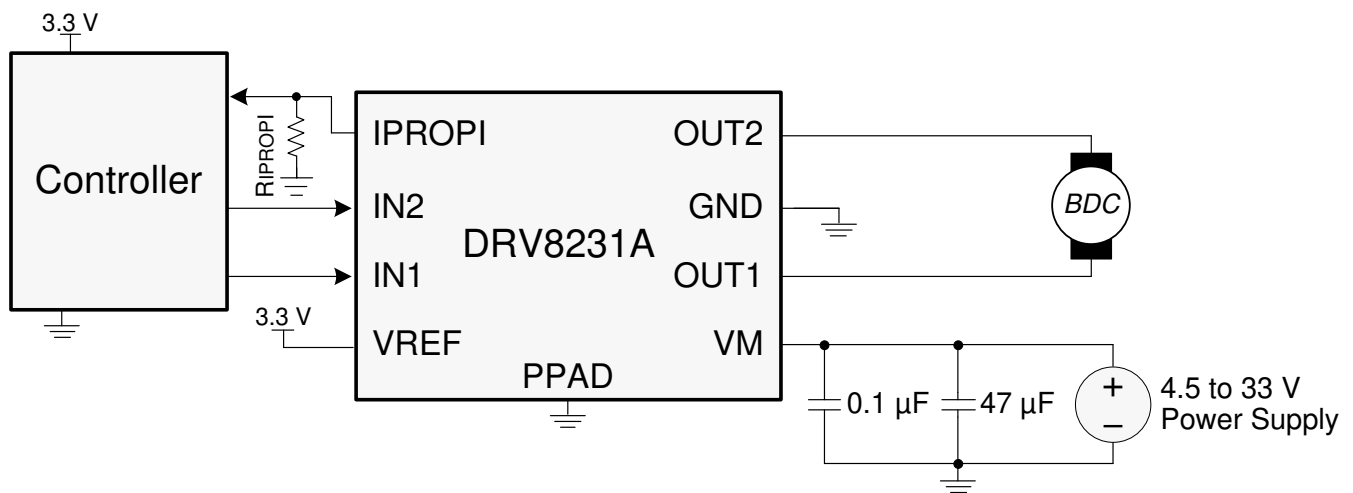 3.3 V
Controller
RIPROPI
3.3 V
IPROPI
IN2
IN1
VREF
DRV8231A
PPAD
OUT2
GND
OUT1
VM
BDC
0.1 µF
47 µF
+
−
4.5 to 33 V
Power Supply